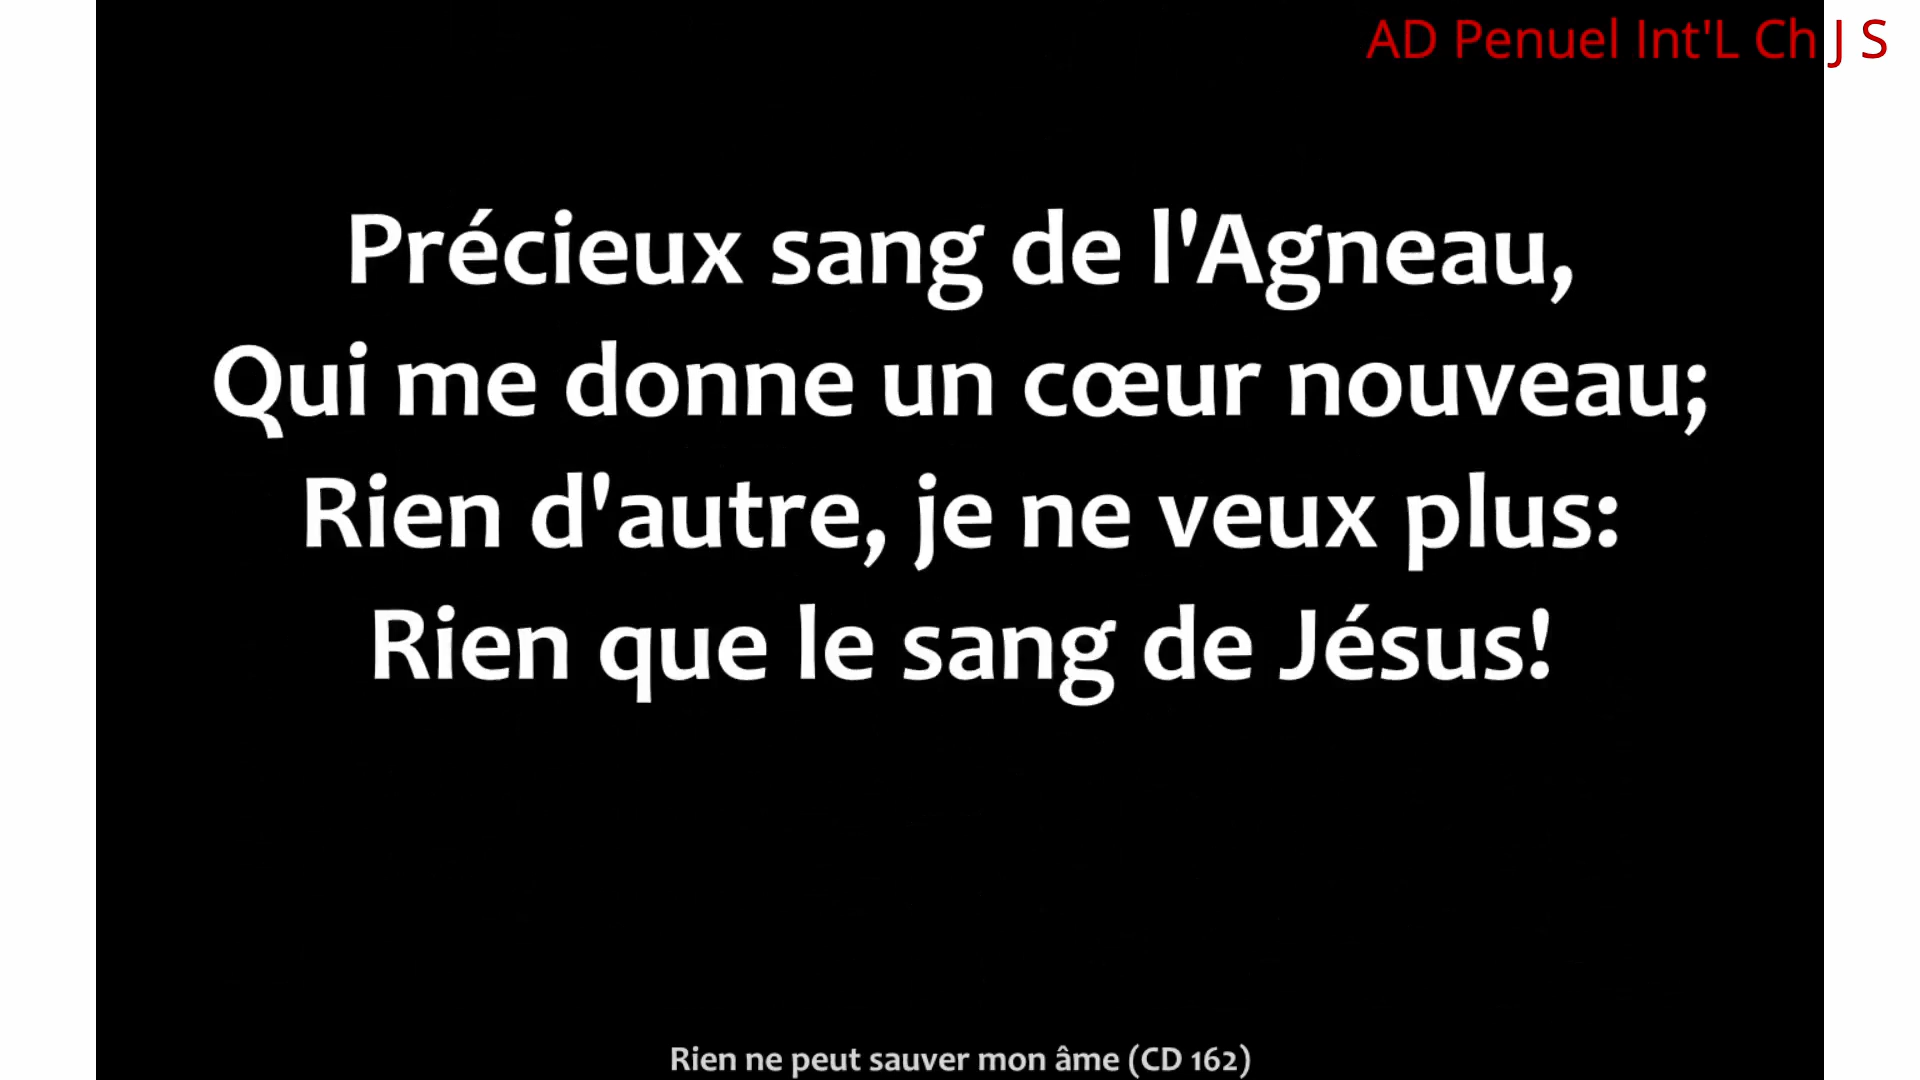 AD Penuel Int'L Ch J S
Précieux sang de l'Agneau,
Qui me donne un cœur nouveau;
Rien d'autre, je ne veux plus:
Rien que le sang de Jésus!
Rien ne peut sauver mon âme (CD 162)